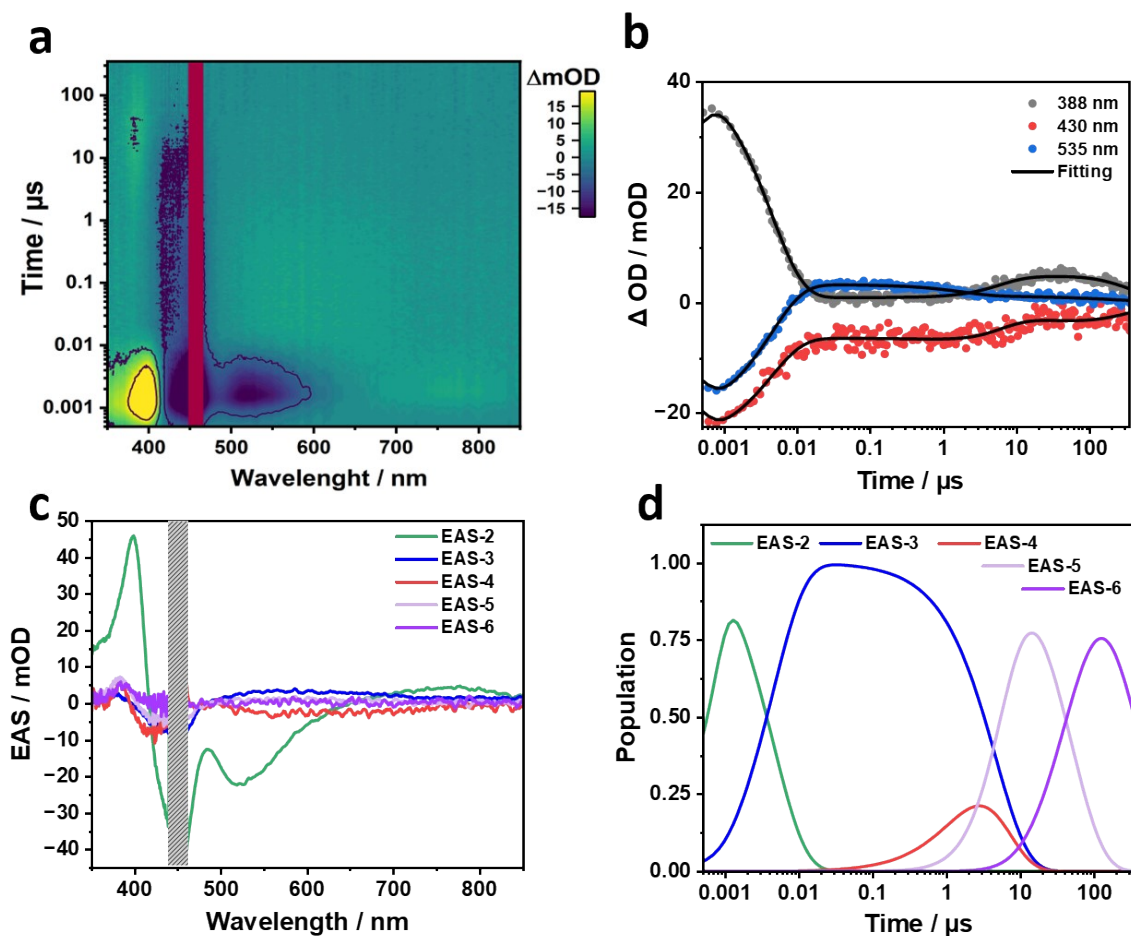 a
ΔmOD
100
10
1
0.1
0.01
0.001
15
10
5
0
−5
−10
−15
400 500 600 700 800
Time / µs
Wavelenght / nm
b
40
20
0
−20
388 nm
430 nm
535 nm
Fitting
0.001 0.01 0.1 1 10 100
Δ OD / mOD
Time / µs
c
50
40
30
20
10
0
−10
−20
−30
−40
EAS-2
EAS-3
EAS-4
EAS-5
EAS-6
400 500 600 700 800
EAS / mOD
Wavelength / nm
d
EAS-2 EAS-3 EAS-4
EAS-5
EAS-6
1.00
0.75
0.50
0.25
0.00
0.001 0.01 0.1 1 10 100
Population
Time / µs